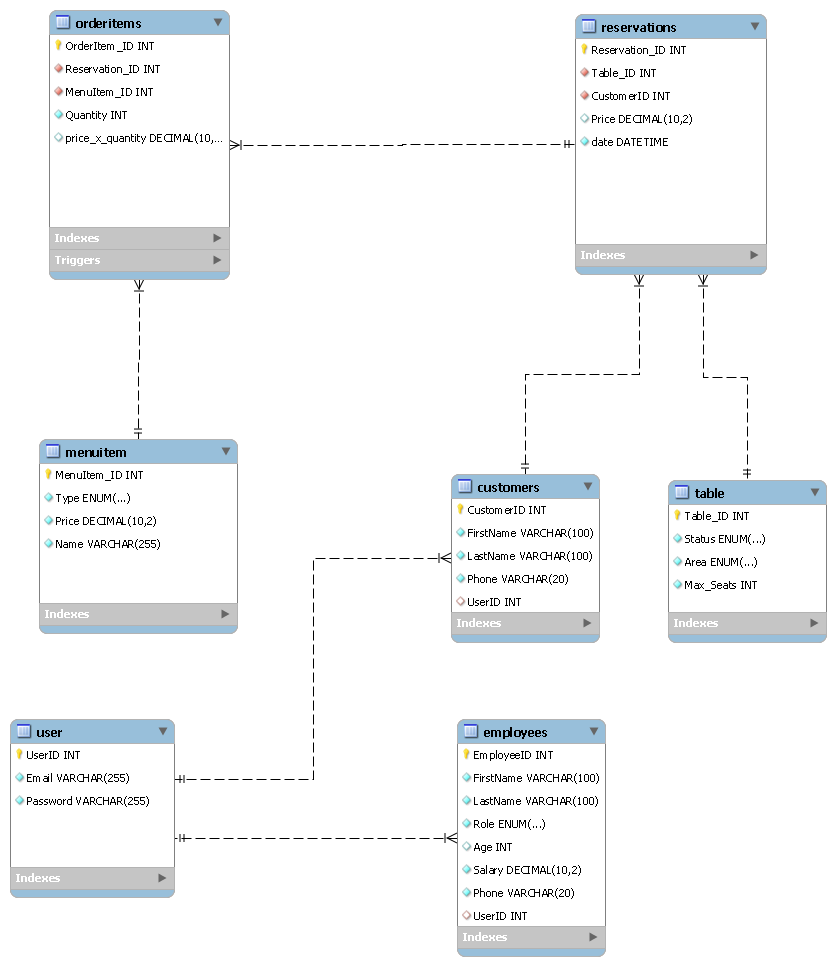 orderitems
OrderItem_ID INT
Reservation_ID INT
MenuItem_ID INT
Quantity INT
price_x_quantity DECIMAL(10,...
Indexes
Triggers
reservations
Reservation_ID INT
Table_ID INT
CustomerID INT
Price DECIMAL(10,2)
date DATETIME
Indexes
menuitem
MenuItem_ID INT
Type ENUM(...)
Price DECIMAL(10,2)
Name VARCHAR(255)
Indexes
customers
CustomerID INT
FirstName VARCHAR(100)
LastName VARCHAR(100)
Phone VARCHAR(20)
UserID INT
Indexes
table
Table_ID INT
Status ENUM(...)
Area ENUM(...)
Max_Seats INT
Indexes
user
UserID INT
Email VARCHAR(255)
Password VARCHAR(255)
Indexes
employees
EmployeeID INT
FirstName VARCHAR(100)
LastName VARCHAR(100)
Role ENUM(...)
Age INT
Salary DECIMAL(10,2)
Phone VARCHAR(20)
UserID INT
Indexes